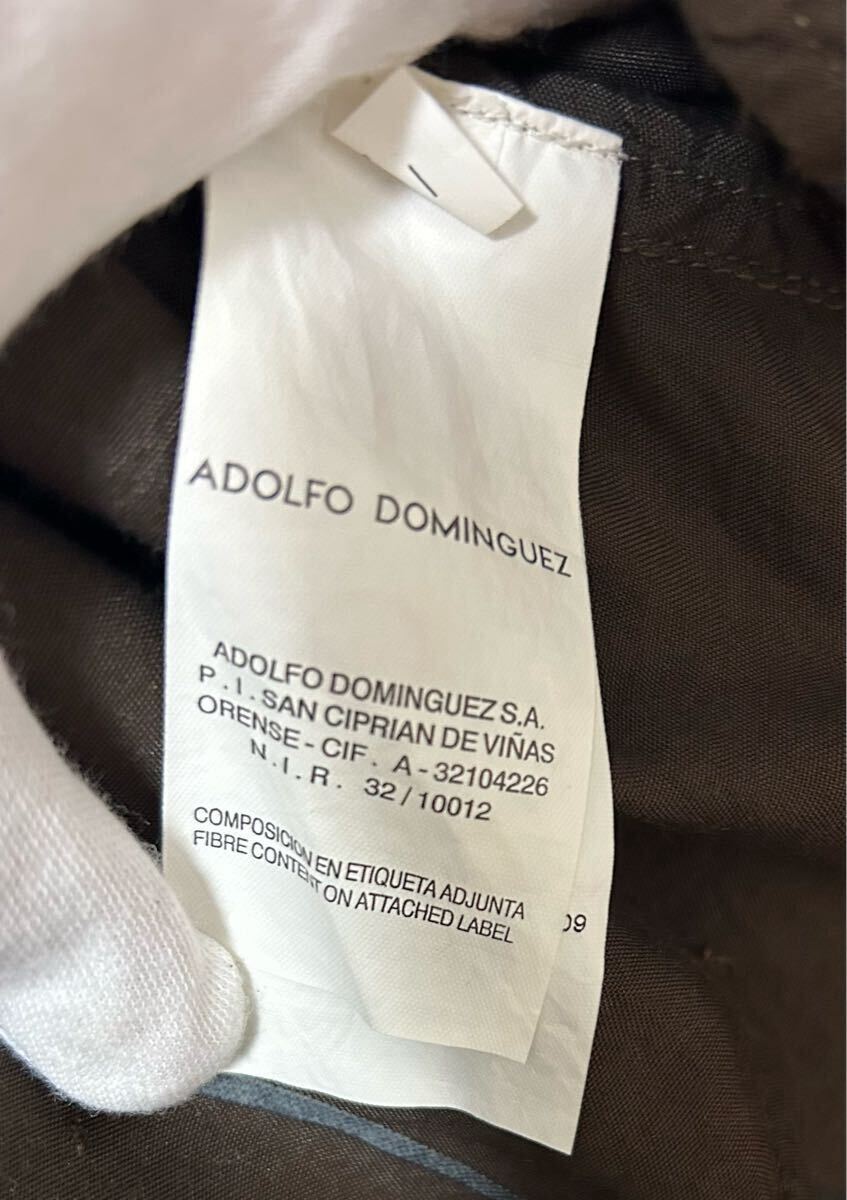 ADOLFO DOMINGUEZ
ADOLFO DOMINGUEZ S.A.
P.I. SAN CIPRIAN DE VIÑAS
ORENSE - CIF. A - 32104226
N.I.R. 32/10012
COMPOSICION EN ETIQUETA ADJUNTA
FIBRE CONTENT ON ATTACHED LABEL
09